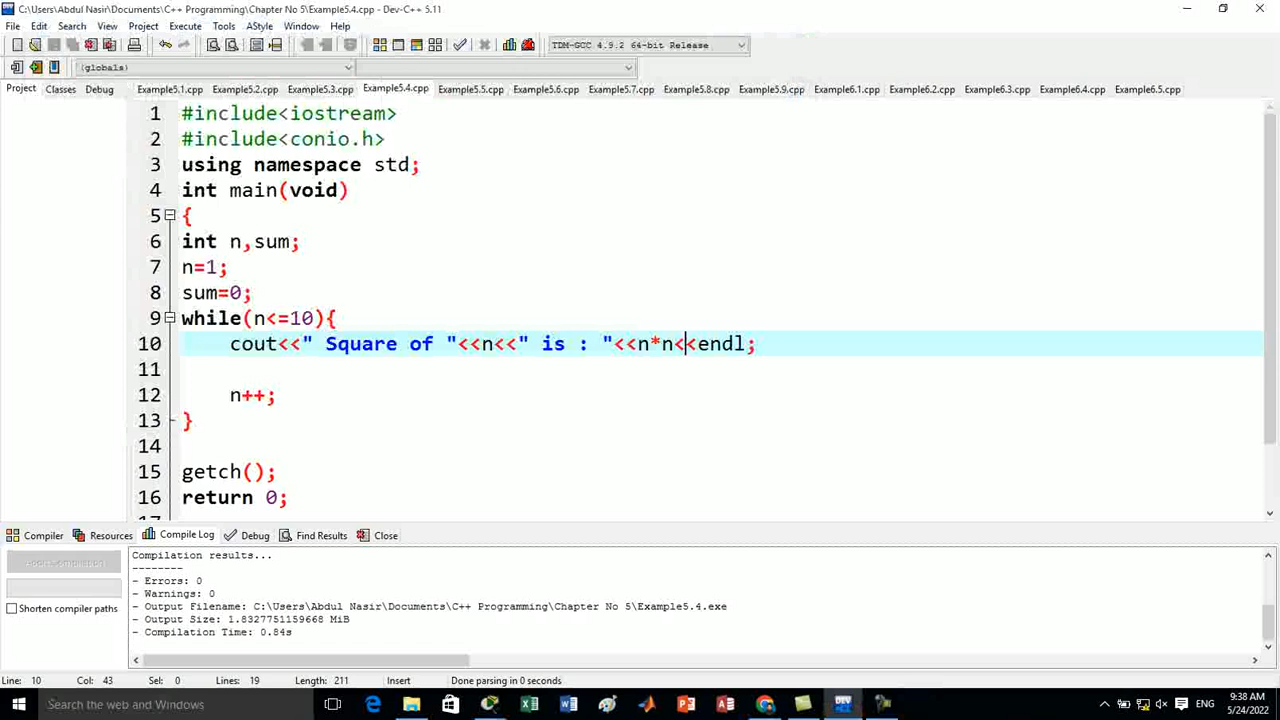 C:\Users\Abdul Nasir\Documents\C++ Programming\Chapter No 5\Example5.4.cpp - Dev-C++ 5.11
File Edit Search View Project Execute Tools AStyle Window Help
TDM-GCC 4.9.2 64-bit Release
(globals)
Project Classes Debug Example5.1.cpp Example5.2.cpp Example5.3.cpp Example5.4.cpp Example5.5.cpp Example5.6.cpp Example5.7.cpp Example5.8.cpp Example5.9.cpp Example6.1.cpp Example6.2.cpp Example6.3.cpp Example6.4.cpp Example6.5.cpp
1 #include<iostream>
2 #include<conio.h>
3 using namespace std;
4 int main(void)
5 {
6 int n,sum;
7 n=1;
8 sum=0;
9 while(n<=10){
10 cout<<" Square of "<<n<<" is : "<<n*n<<endl;
11
12 n++;
13 }
14
15 getch();
16 return 0;
Compiler Resources Compile Log Debug Find Results Close
Abort Compilation
Shorten compiler paths
Compilation results...
--------
- Errors: 0
- Warnings: 0
- Output Filename: C:\Users\Abdul Nasir\Documents\C++ Programming\Chapter No 5\Example5.4.exe
- Output Size: 1.8327751159668 MiB
- Compilation Time: 0.84s
Line: 10 Col: 43 Sel: 0 Lines: 19 Length: 211 Insert Done parsing in 0 seconds
Search the web and Windows
DEV
ENG
9:38 AM
5/24/2022